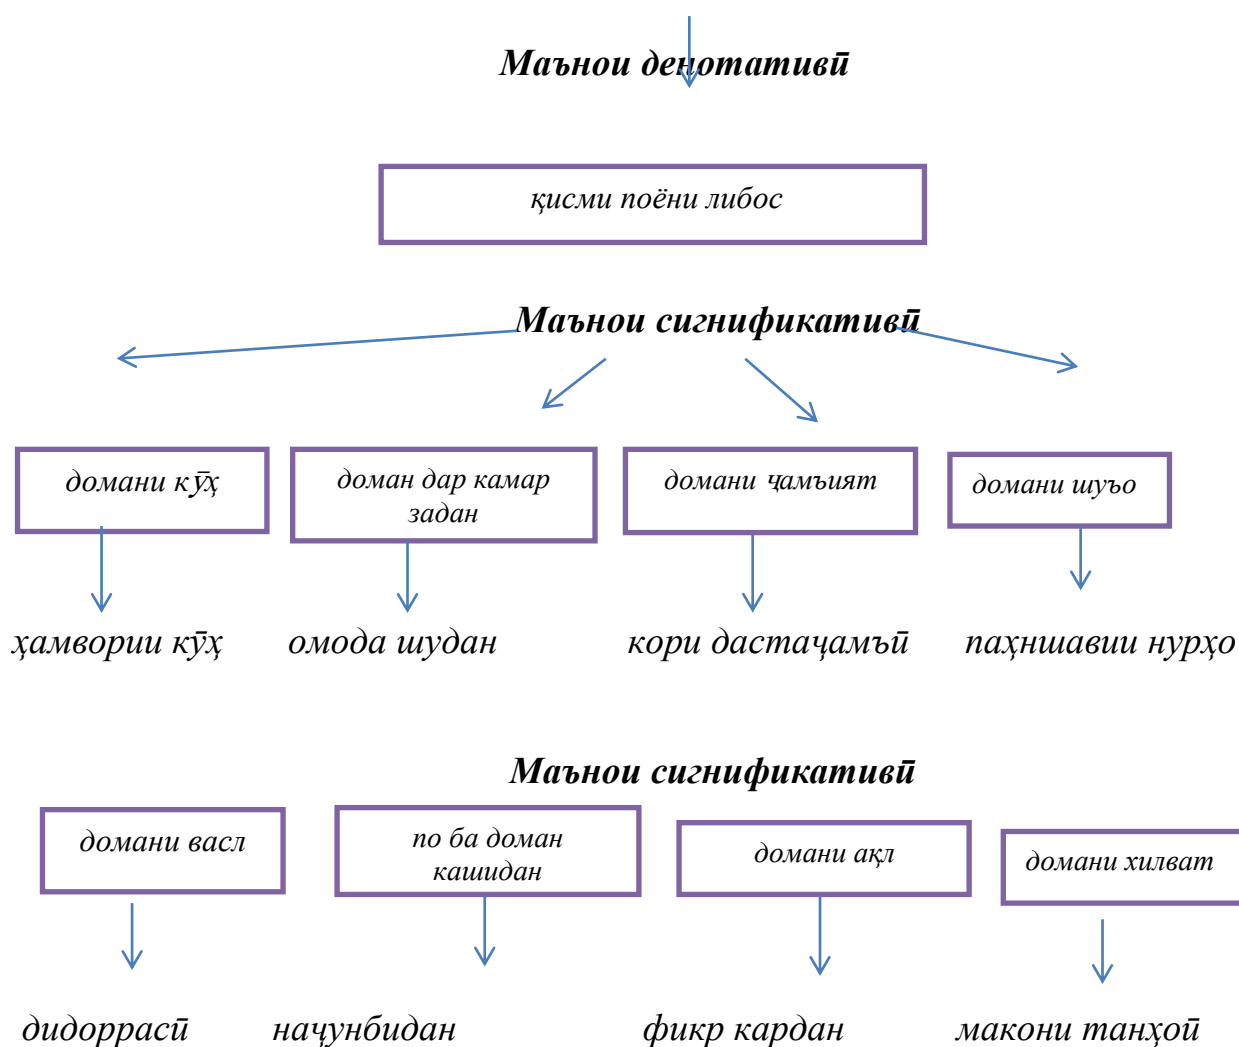 Маънои денотативӣ
қисми поёни либос
Маънои сигнификативӣ
домани кӯҳ
доман дар камар
задан
домани ҷамъият
домани шуъо
ҳамвории кӯҳ
омода шудан
кори дастаҷамъӣ
паҳншавии нурҳо
Маънои сигнификативӣ
домани васл
по ба доман
кашидан
домани ақл
домани хилват
дидоррасӣ
наҷунбидан
фикр кардан
макони танҳоӣ